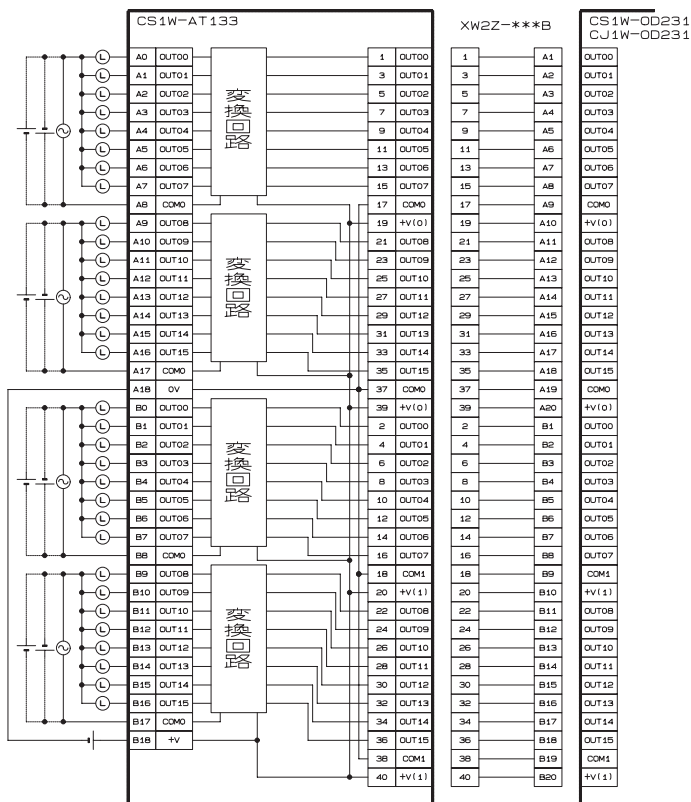 CS1W-AT133 XW2Z-***B CS1W-OD231
CJ1W-OD231
L A0 OUT00 1 OUT00 1 A1 OUT00
L A1 OUT01 3 OUT01 3 A2 OUT01
L A2 OUT02 5 OUT02 5 A3 OUT02
L A3 OUT03 7 OUT03 7 A4 OUT03
L A4 OUT04 9 OUT04 9 A5 OUT04
L A5 OUT05 11 OUT05 11 A6 OUT05
L A6 OUT06 13 OUT06 13 A7 OUT06
L A7 OUT07 15 OUT07 15 A8 OUT07
A8 COM0 17 COM0 17 A9 COM0
変換回路
L A9 OUT08 19 +V(0) 19 A10 +V(0)
L A10 OUT09 21 OUT08 21 A11 OUT08
L A11 OUT10 23 OUT09 23 A12 OUT09
L A12 OUT11 25 OUT10 25 A13 OUT10
L A13 OUT12 27 OUT11 27 A14 OUT11
L A14 OUT13 29 OUT12 29 A15 OUT12
L A15 OUT14 31 OUT13 31 A16 OUT13
L A16 OUT15 33 OUT14 33 A17 OUT14
A17 COM0 35 OUT15 35 A18 OUT15
変換回路
A18 0V 37 COM0 37 A19 COM0
L B0 OUT00 39 +V(0) 39 A20 +V(0)
L B1 OUT01 2 OUT00 2 B1 OUT00
L B2 OUT02 4 OUT01 4 B2 OUT01
L B3 OUT03 6 OUT02 6 B3 OUT02
L B4 OUT04 8 OUT03 8 B4 OUT03
L B5 OUT05 10 OUT04 10 B5 OUT04
L B6 OUT06 12 OUT05 12 B6 OUT05
L B7 OUT07 14 OUT06 14 B7 OUT06
B8 COM0 16 OUT07 16 B8 OUT07
変換回路
L B9 OUT08 18 COM1 18 B9 COM1
L B10 OUT09 20 +V(1) 20 B10 +V(1)
L B11 OUT10 22 OUT08 22 B11 OUT08
L B12 OUT11 24 OUT09 24 B12 OUT09
L B13 OUT12 26 OUT10 26 B13 OUT10
L B14 OUT13 28 OUT11 28 B14 OUT11
L B15 OUT14 30 OUT12 30 B15 OUT12
L B16 OUT15 32 OUT13 32 B16 OUT13
B17 COM0 34 OUT14 34 B17 OUT14
変換回路
B18 +V 36 OUT15 36 B18 OUT15
38 COM1 38 B19 COM1
40 +V(1) 40 B20 +V(1)